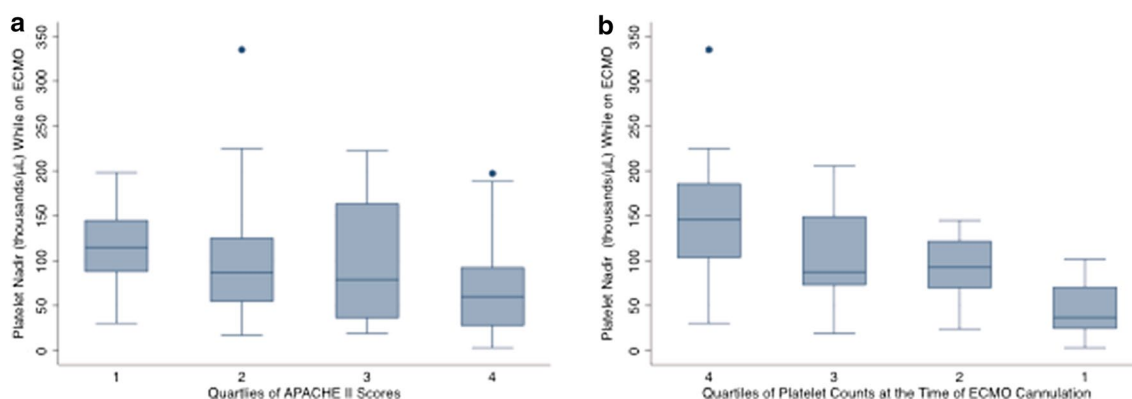 a
Platelet Nadir (thousands/µL) While on ECMO
350
300
250
200
150
100
50
0
1 2 3 4
Quartlies of APACHE II Scores
b
Platelet Nadir (thousands/µL) While on ECMO
350
300
250
200
150
100
50
0
4 3 2 1
Quartiles of Platelet Counts at the Time of ECMO Cannulation